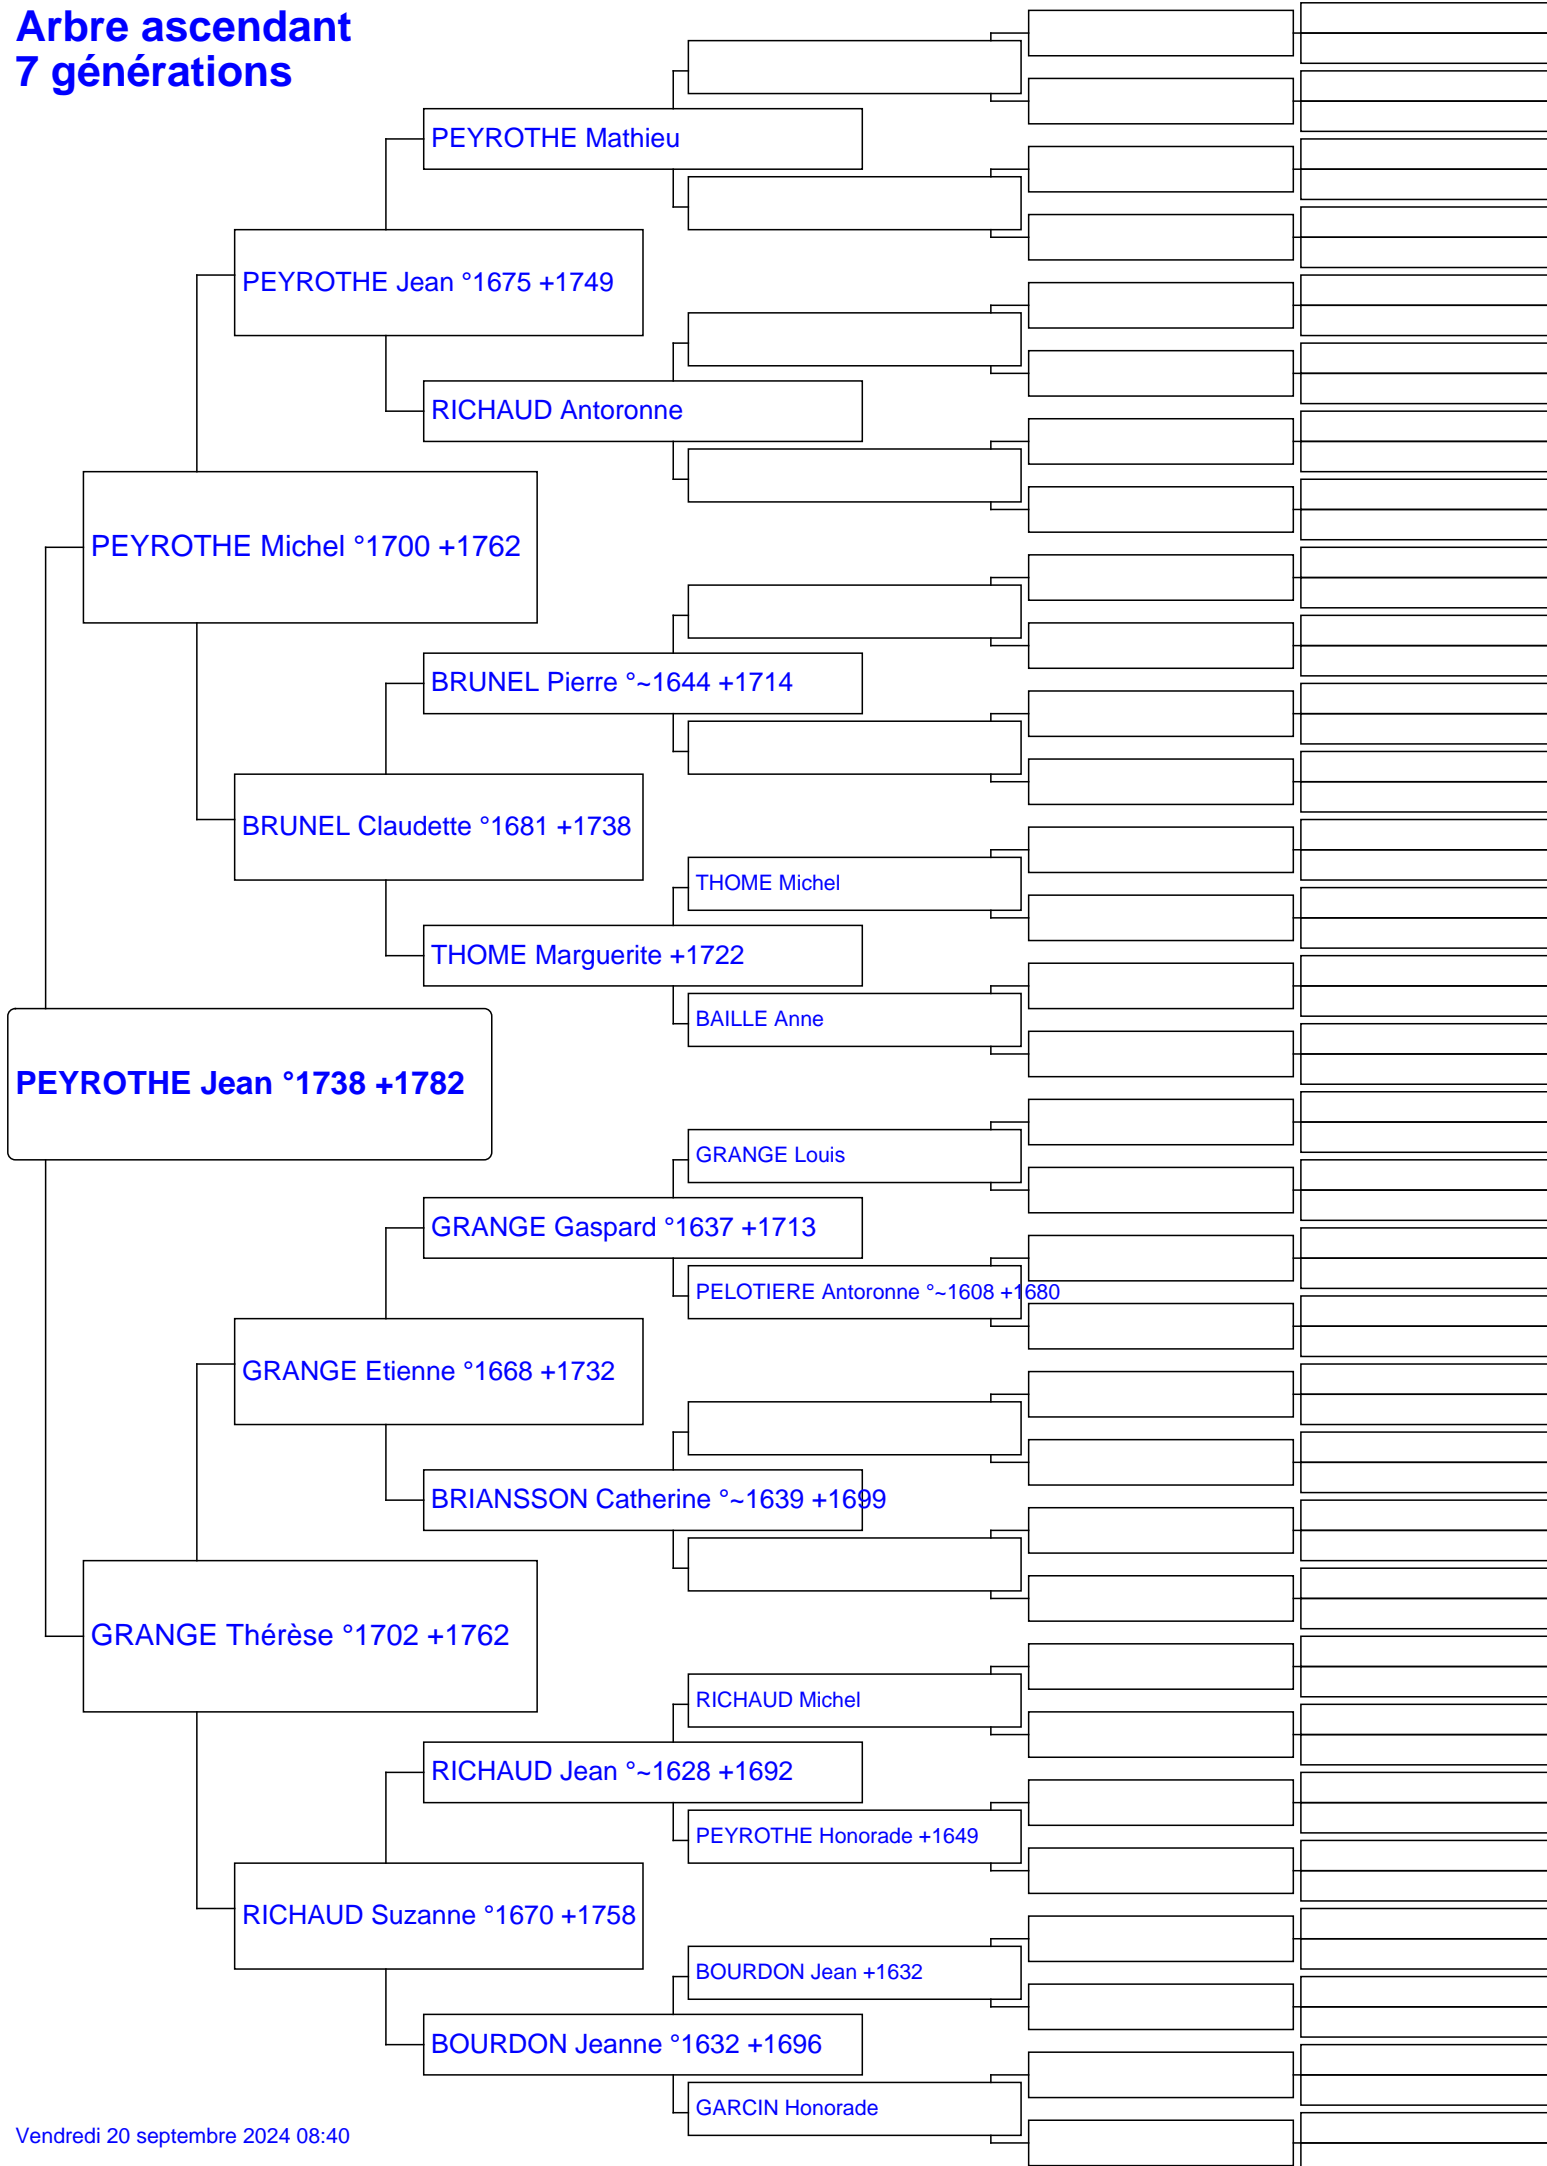 Arbre ascendant
7 générations
PEYROTHE Mathieu
PEYROTHE Jean °1675 +1749
RICHAUD Antoronne
PEYROTHE Michel °1700 +1762
BRUNEL Pierre °~1644 +1714
BRUNEL Claudette °1681 +1738
THOME Michel
THOME Marguerite +1722
BAILLE Anne
PEYROTHE Jean °1738 +1782
GRANGE Louis
GRANGE Gaspard °1637 +1713
PELOTIERE Antoronne °~1608 +1680
GRANGE Etienne °1668 +1732
BRIANSSON Catherine °~1639 +1699
GRANGE Thérèse °1702 +1762
RICHAUD Michel
RICHAUD Jean °~1628 +1692
PEYROTHE Honorade +1649
RICHAUD Suzanne °1670 +1758
BOURDON Jean +1632
BOURDON Jeanne °1632 +1696
GARCIN Honorade
Vendredi 20 septembre 2024 08:40